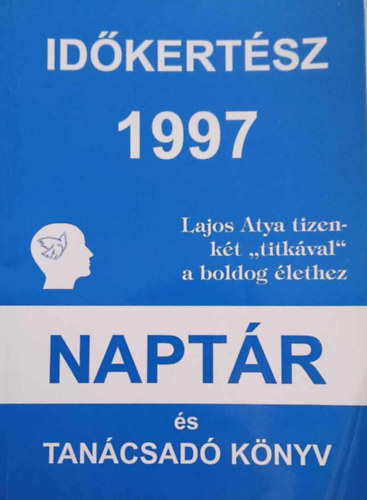 IDŐKERTÉSZ
1997
Lajos Atya tizen-
két „titkával“
a boldog élethez
NAPTÁR
és
TANÁCSADÓ KÖNYV